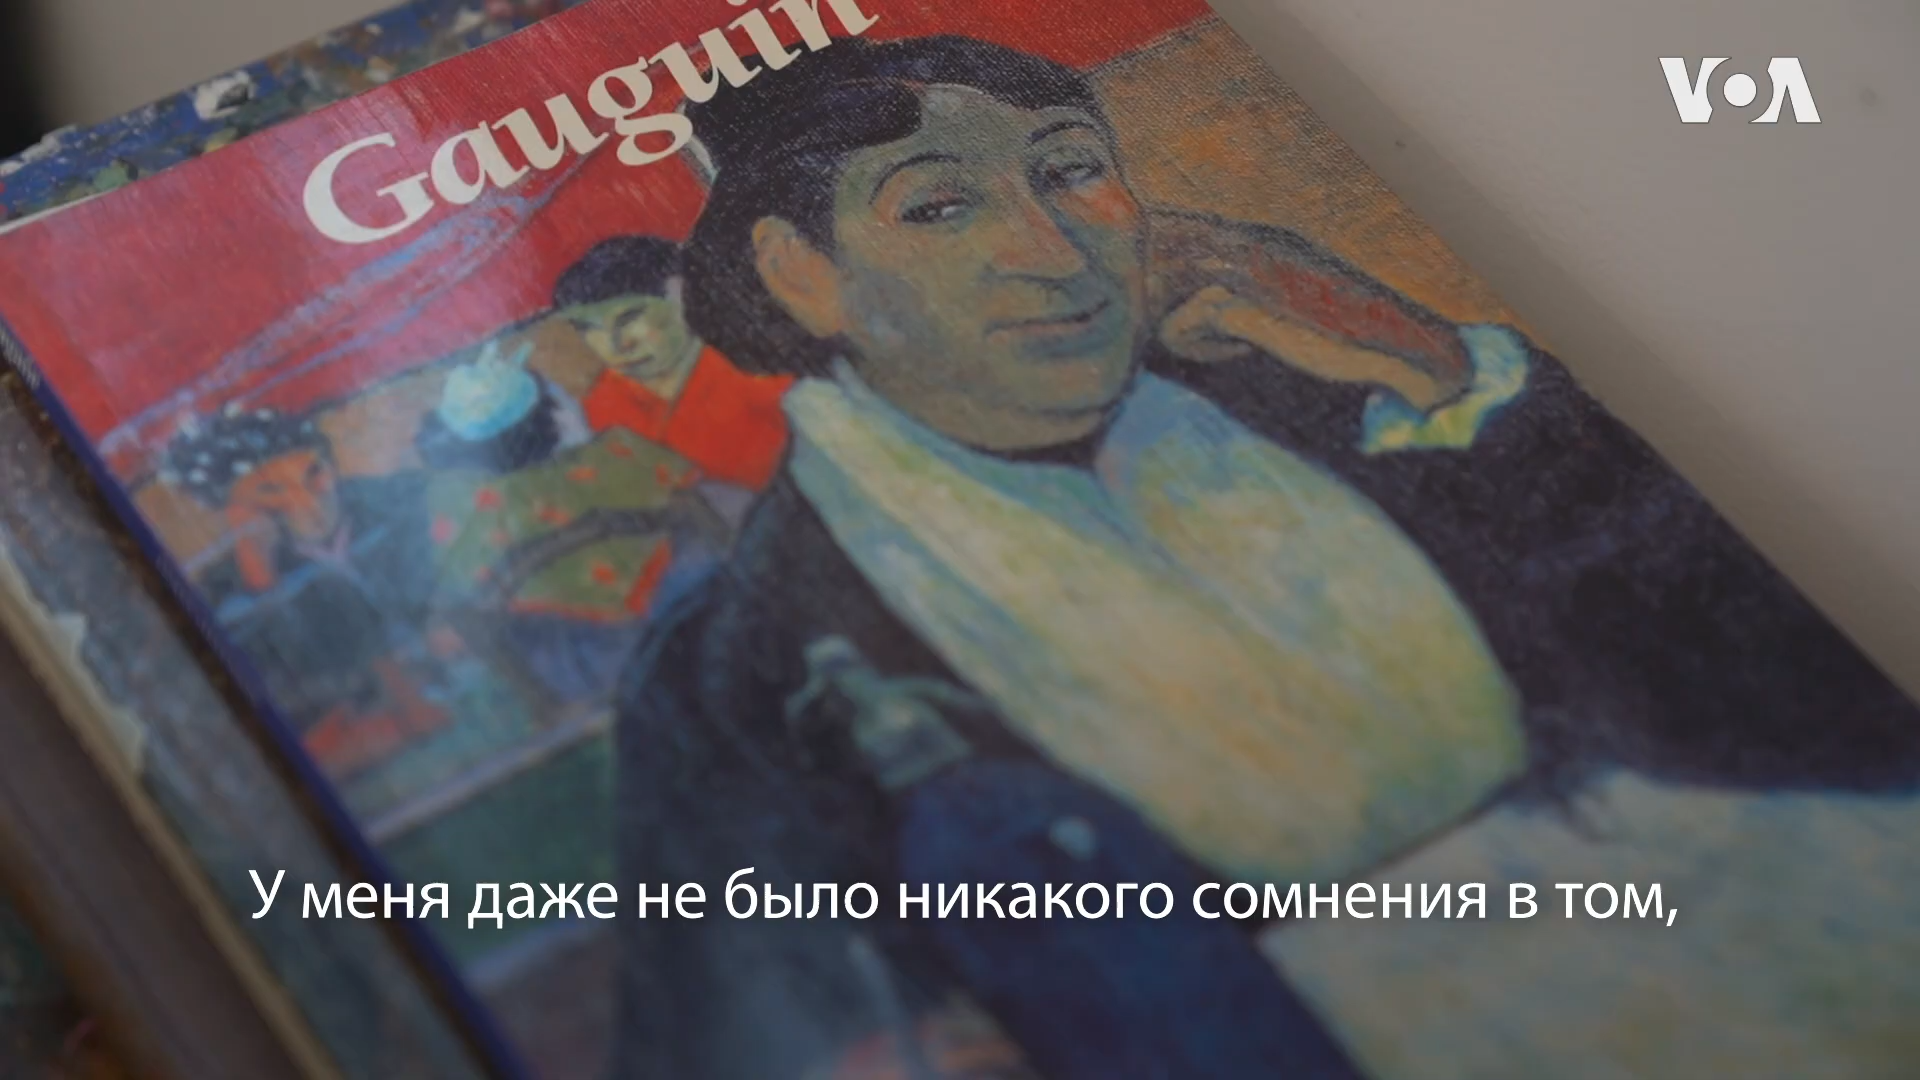 Gauguin
VOA
У меня даже не было никакого сомнения в том,